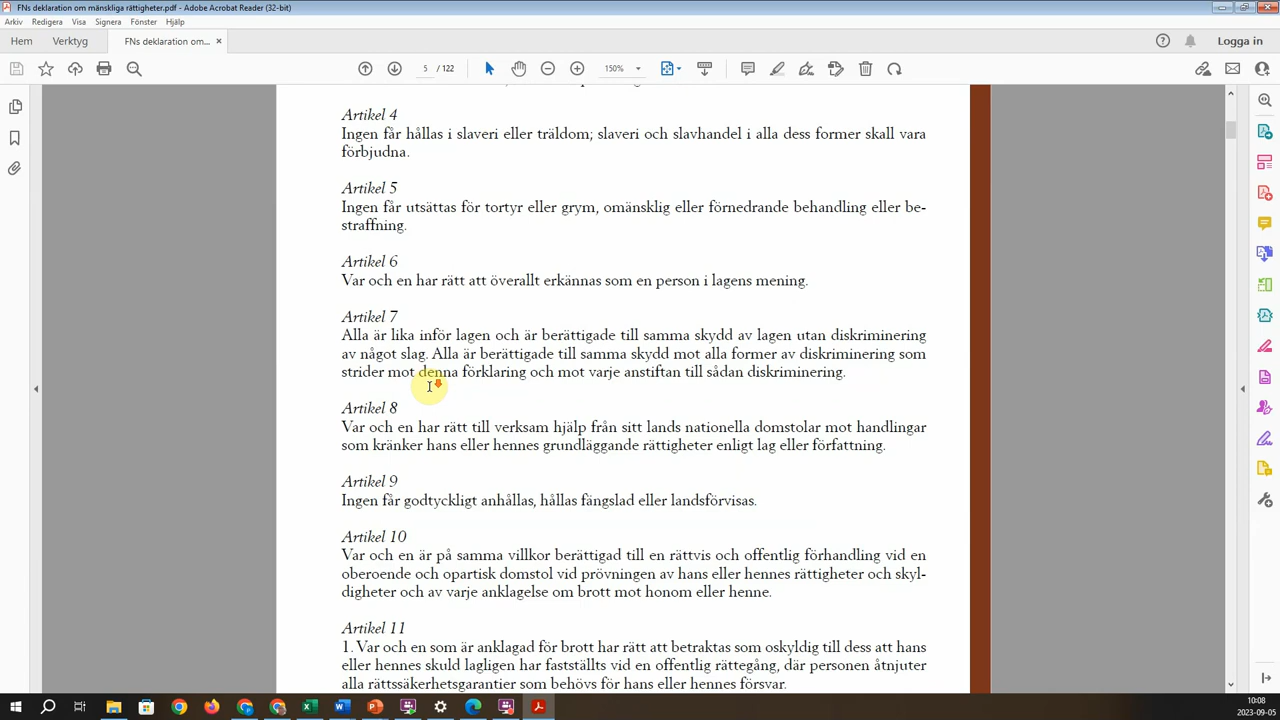 FNs deklaration om mänskliga rättigheter.pdf - Adobe Acrobat Reader (32-bit)
Arkiv Redigera Visa Signera Fönster Hjälp
Hem Verktyg FNs deklaration om... × Logga in
5 / 122 150%
Artikel 4
Ingen får hållas i slaveri eller träldom; slaveri och slavhandel i alla dess former skall vara
förbjudna.
Artikel 5
Ingen får utsättas för tortyr eller grym, omänsklig eller förnedrande behandling eller be-
straffning.
Artikel 6
Var och en har rätt att överallt erkännas som en person i lagens mening.
Artikel 7
Alla är lika inför lagen och är berättigade till samma skydd av lagen utan diskriminering
av något slag. Alla är berättigade till samma skydd mot alla former av diskriminering som
strider mot denna förklaring och mot varje anstiftan till sådan diskriminering.
Artikel 8
Var och en har rätt till verksam hjälp från sitt lands nationella domstolar mot handlingar
som kränker hans eller hennes grundläggande rättigheter enligt lag eller författning.
Artikel 9
Ingen får godtyckligt anhållas, hållas fängslad eller landsförvisas.
Artikel 10
Var och en är på samma villkor berättigad till en rättvis och offentlig förhandling vid en
oberoende och opartisk domstol vid prövningen av hans eller hennes rättigheter och skyl-
digheter och av varje anklagelse om brott mot honom eller henne.
Artikel 11
1. Var och en som är anklagad för brott har rätt att betraktas som oskyldig till dess att hans
eller hennes skuld lagligen har fastställts vid en offentlig rättegång, där personen åtnjuter
alla rättssäkerhetsgarantier som behövs för hans eller hennes försvar.
10:08
2023-09-05